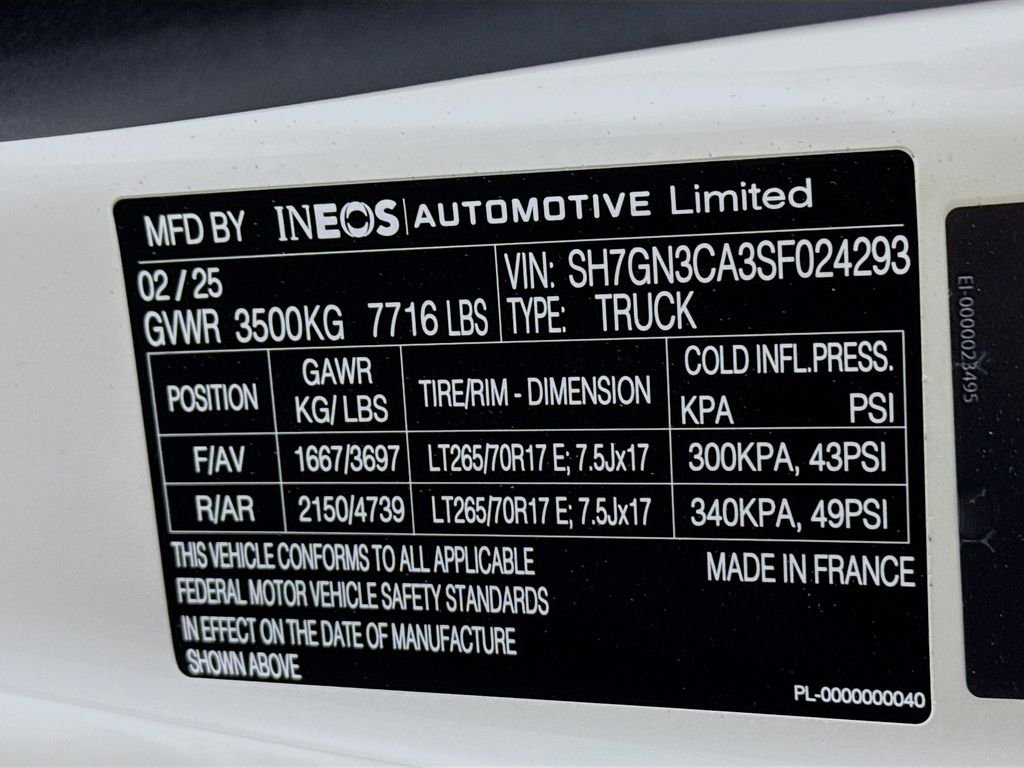 MFD BY INEOS AUTOMOTIVE Limited
02 / 25
GVWR 3500KG 7716 LBS
VIN: SH7GN3CA3SF024293
TYPE: TRUCK
POSITION GAWR KG/ LBS TIRE/RIM - DIMENSION COLD INFL.PRESS. KPA PSI
F/AV 1667/3697 LT265/70R17 E; 7.5Jx17 300KPA, 43PSI
R/AR 2150/4739 LT265/70R17 E; 7.5Jx17 340KPA, 49PSI
THIS VEHICLE CONFORMS TO ALL APPLICABLE
FEDERAL MOTOR VEHICLE SAFETY STANDARDS
IN EFFECT ON THE DATE OF MANUFACTURE
SHOWN ABOVE
MADE IN FRANCE
PL-0000000040
EI-0000023495